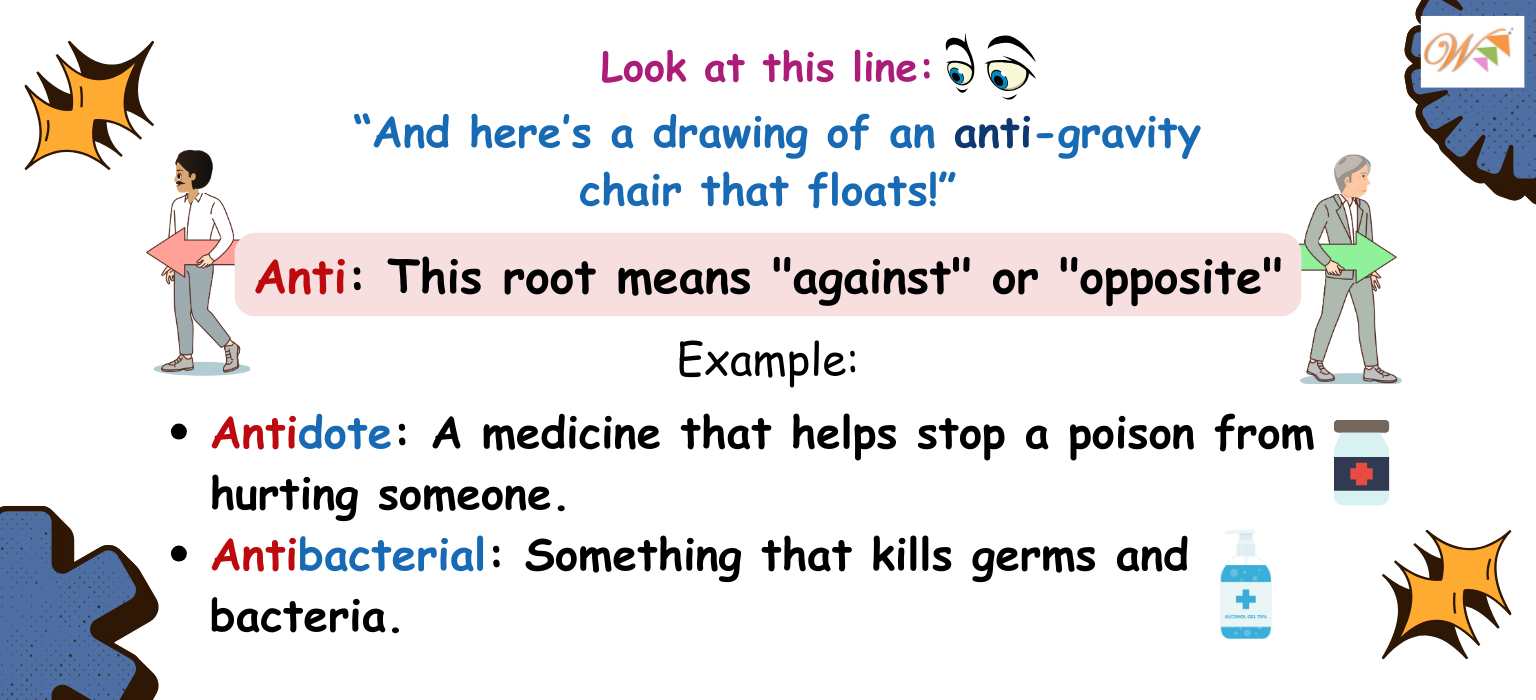 Look at this line:
“And here’s a drawing of an anti-gravity
chair that floats!”
Anti: This root means "against" or "opposite"
Example:
• Antidote: A medicine that helps stop a poison from
hurting someone.
• Antibacterial: Something that kills germs and
bacteria.
ALCOHOL GEL 70%
W